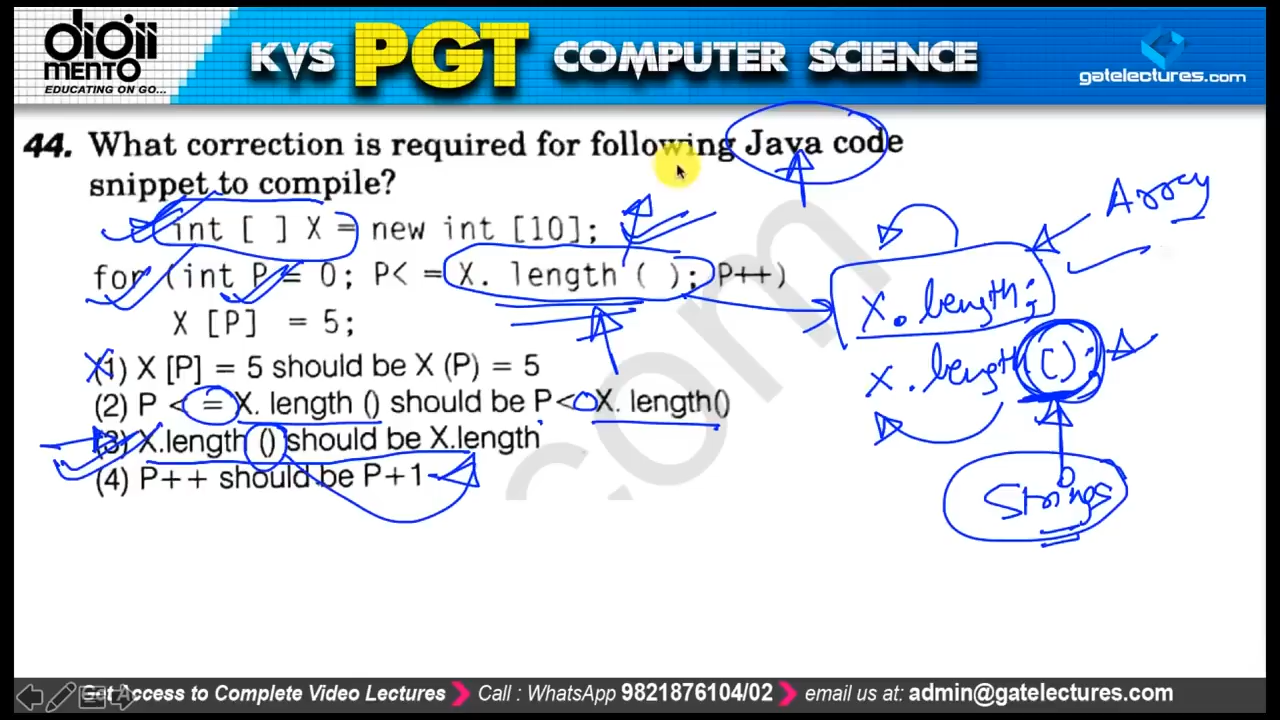 digii
MENTO
EDUCATING ON GO...
KVS PGT COMPUTER SCIENCE
gatelectures.com
44. What correction is required for following Java code
snippet to compile?
int [ ] X = new int [10];
for (int P = 0; P< = X. length ( ); P++)
X [P] = 5;
(1) X [P] = 5 should be X (P) = 5
(2) P < = X. length () should be P< X. length()
(3) X.length () should be X.length
(4) P++ should be P+1
Array
X. length;
X. length();
Strings
.com
Get Access to Complete Video Lectures Call : WhatsApp 9821876104/02 email us at: admin@gatelectures.com